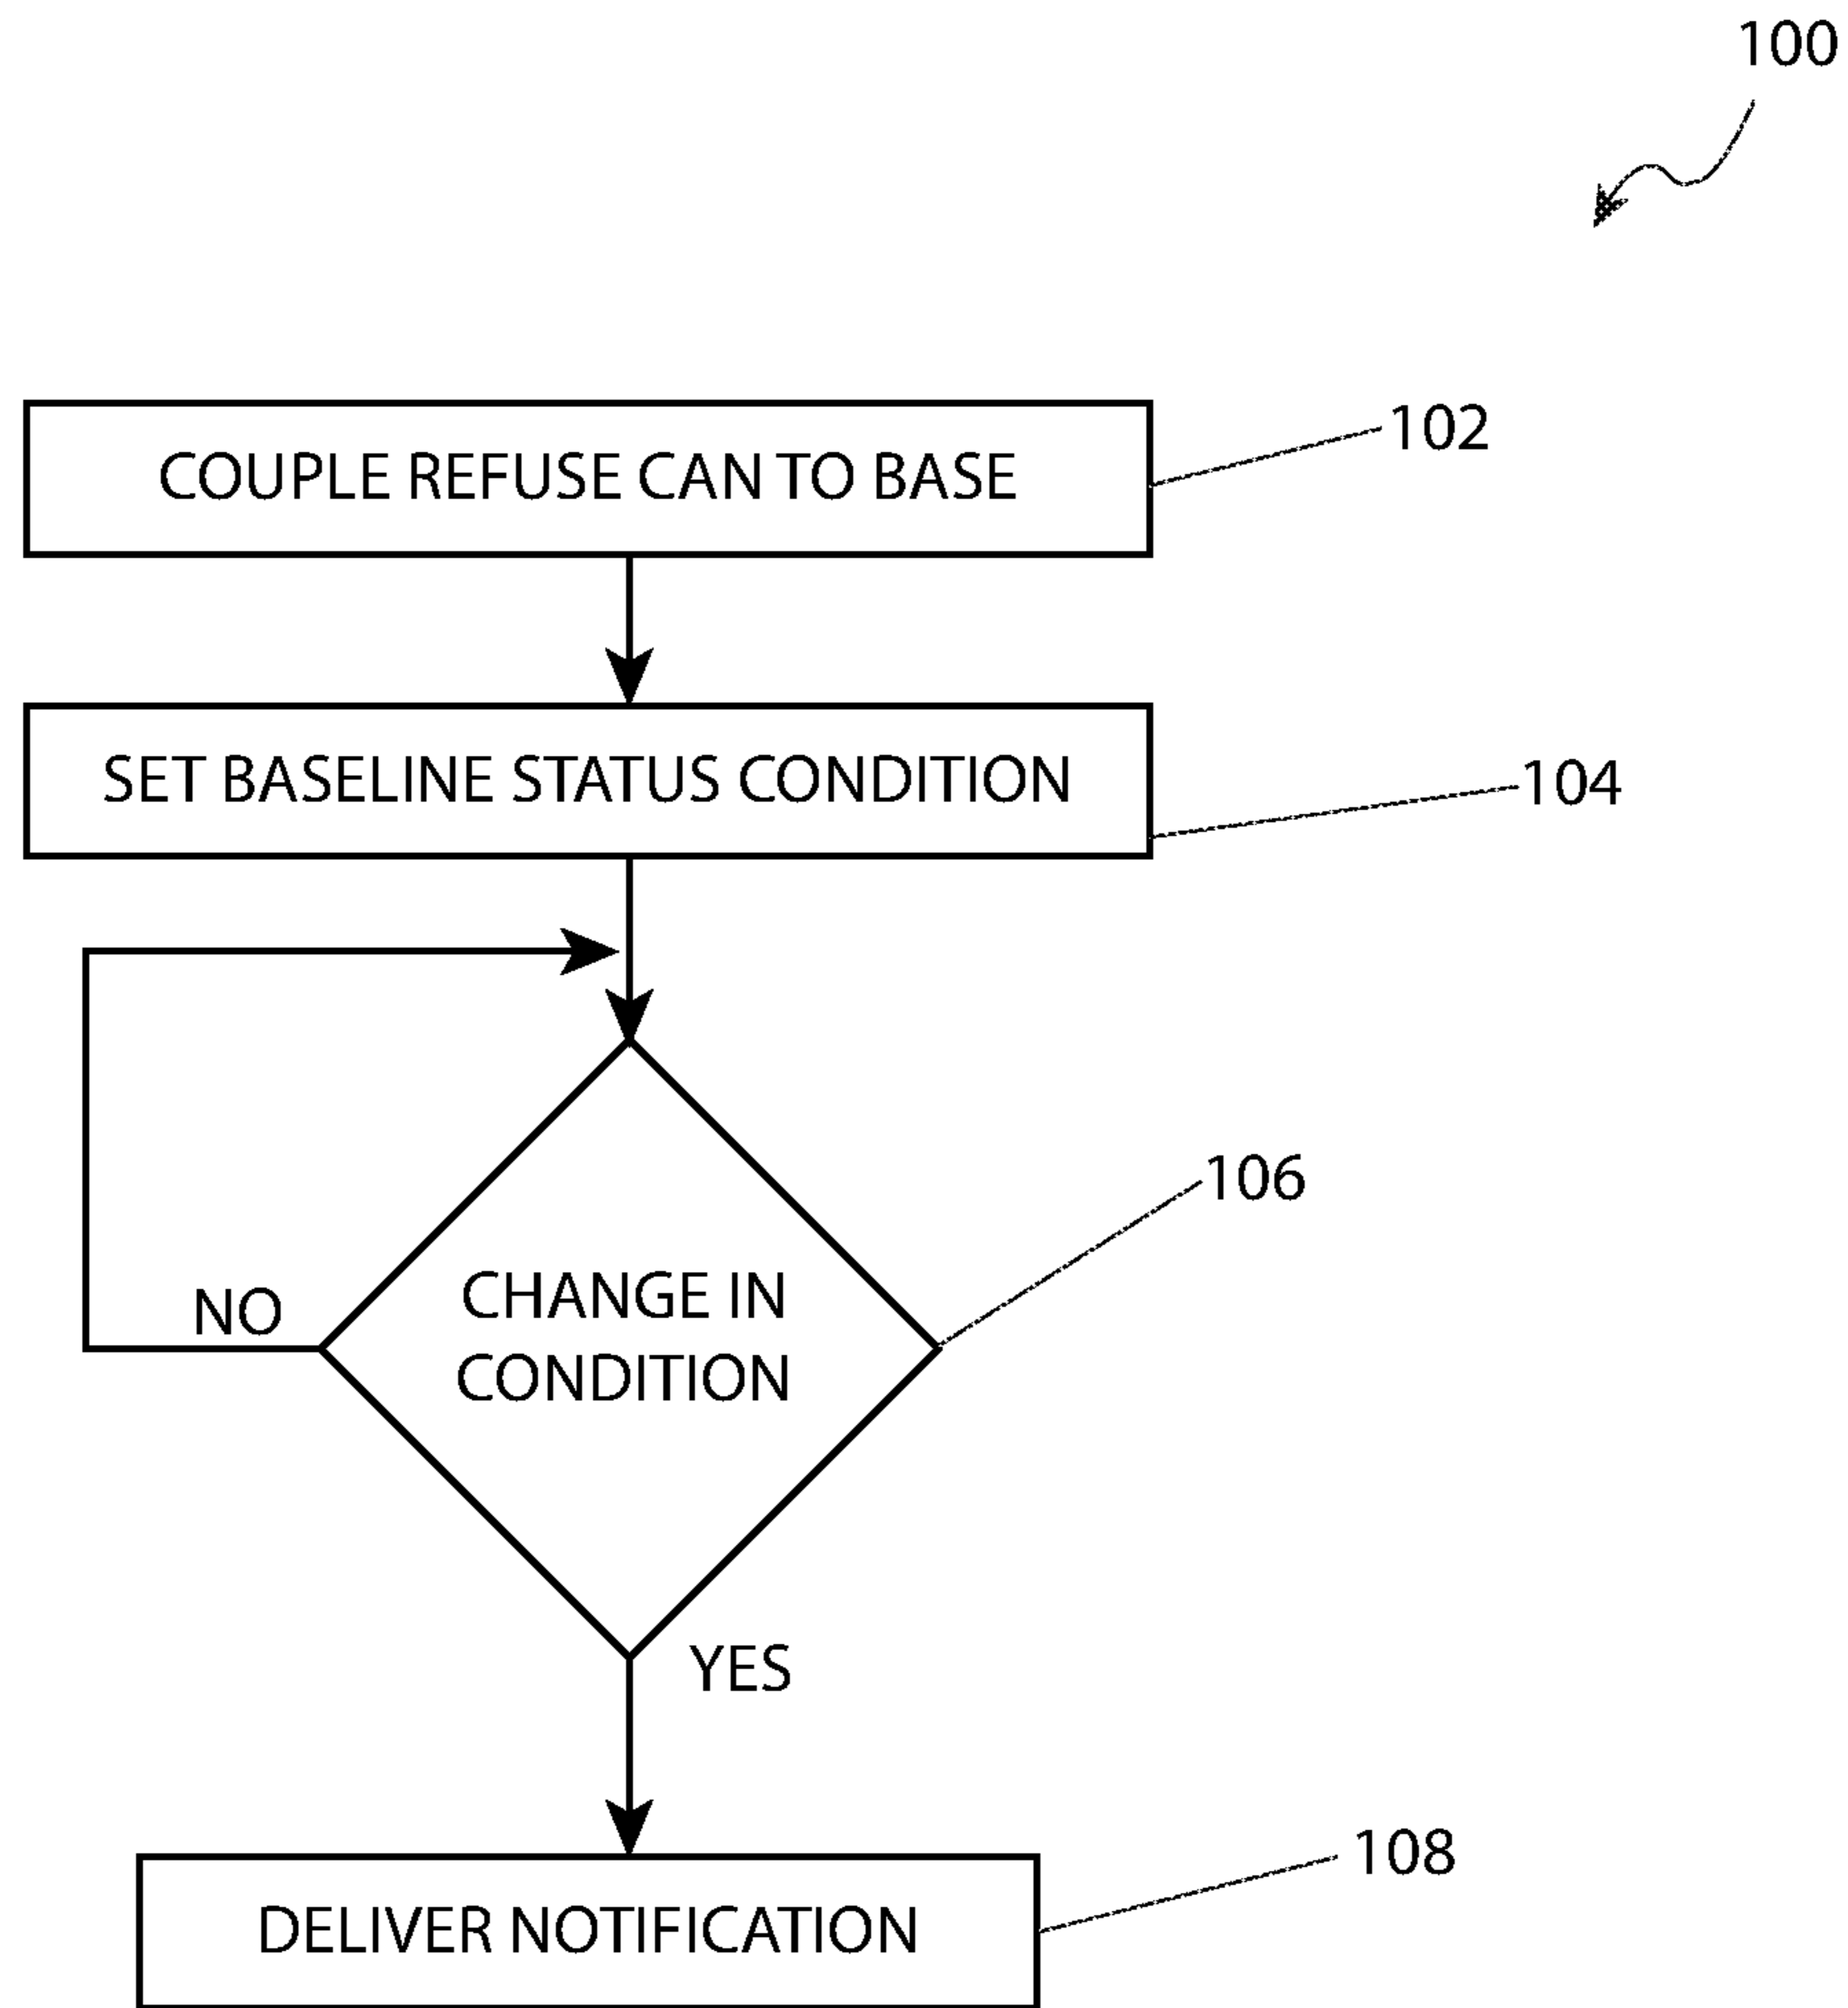 100
COUPLE REFUSE CAN TO BASE
102
SET BASELINE STATUS CONDITION
104
106
CHANGE IN
CONDITION
NO
YES
108
DELIVER NOTIFICATION